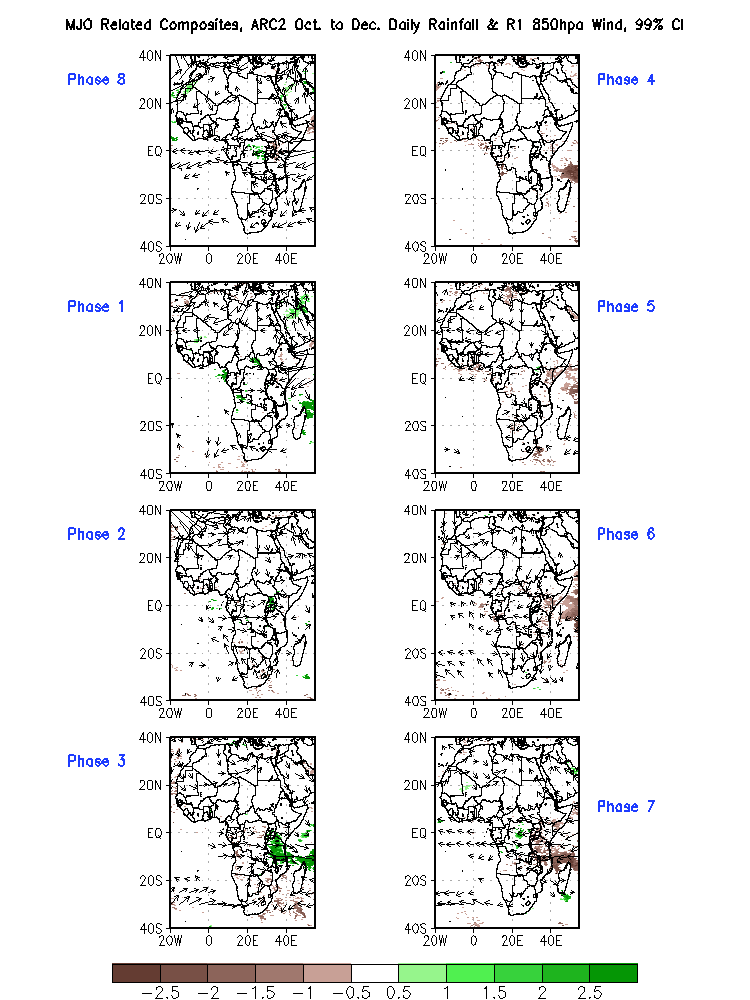 MJO Related Composites, ARC2 Oct. to Dec. Daily Rainfall & R1 850hpa Wind, 99% CI
Phase 8
40N
20N
EQ
20S
40S
20W 0 20E 40E
Phase 4
40N
20N
EQ
20S
40S
20W 0 20E 40E
Phase 1
40N
20N
EQ
20S
40S
20W 0 20E 40E
Phase 5
40N
20N
EQ
20S
40S
20W 0 20E 40E
Phase 2
40N
20N
EQ
20S
40S
20W 0 20E 40E
Phase 6
40N
20N
EQ
20S
40S
20W 0 20E 40E
Phase 3
40N
20N
EQ
20S
40S
20W 0 20E 40E
Phase 7
40N
20N
EQ
20S
40S
20W 0 20E 40E
−2.5 −2 −1.5 −1 −0.5 0.5 1 1.5 2 2.5